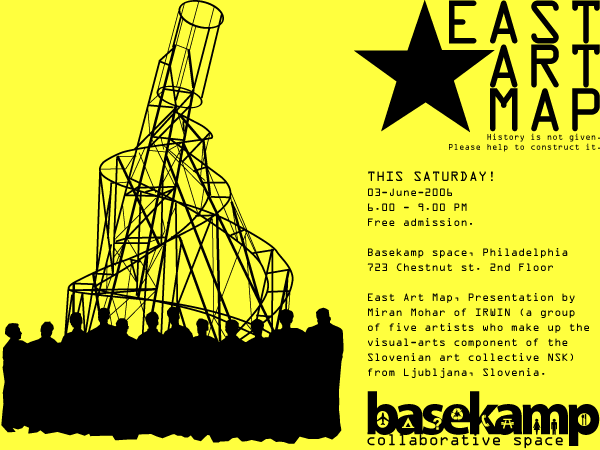 EAST
ART
MAP
History is not given.
Please help to construct it.
THIS SATURDAY!
03-June-2006
6.00 - 9.00 PM
Free admission.
Basekamp space, Philadelphia
723 Chestnut st. 2nd Floor
East Art Map, Presentation by
Miran Mohar of IRWIN (a group
of five artists who make up the
visual-arts component of the
Slovenian art collective NSK)
from Ljubljana, Slovenia.
basekamp
collaborative space